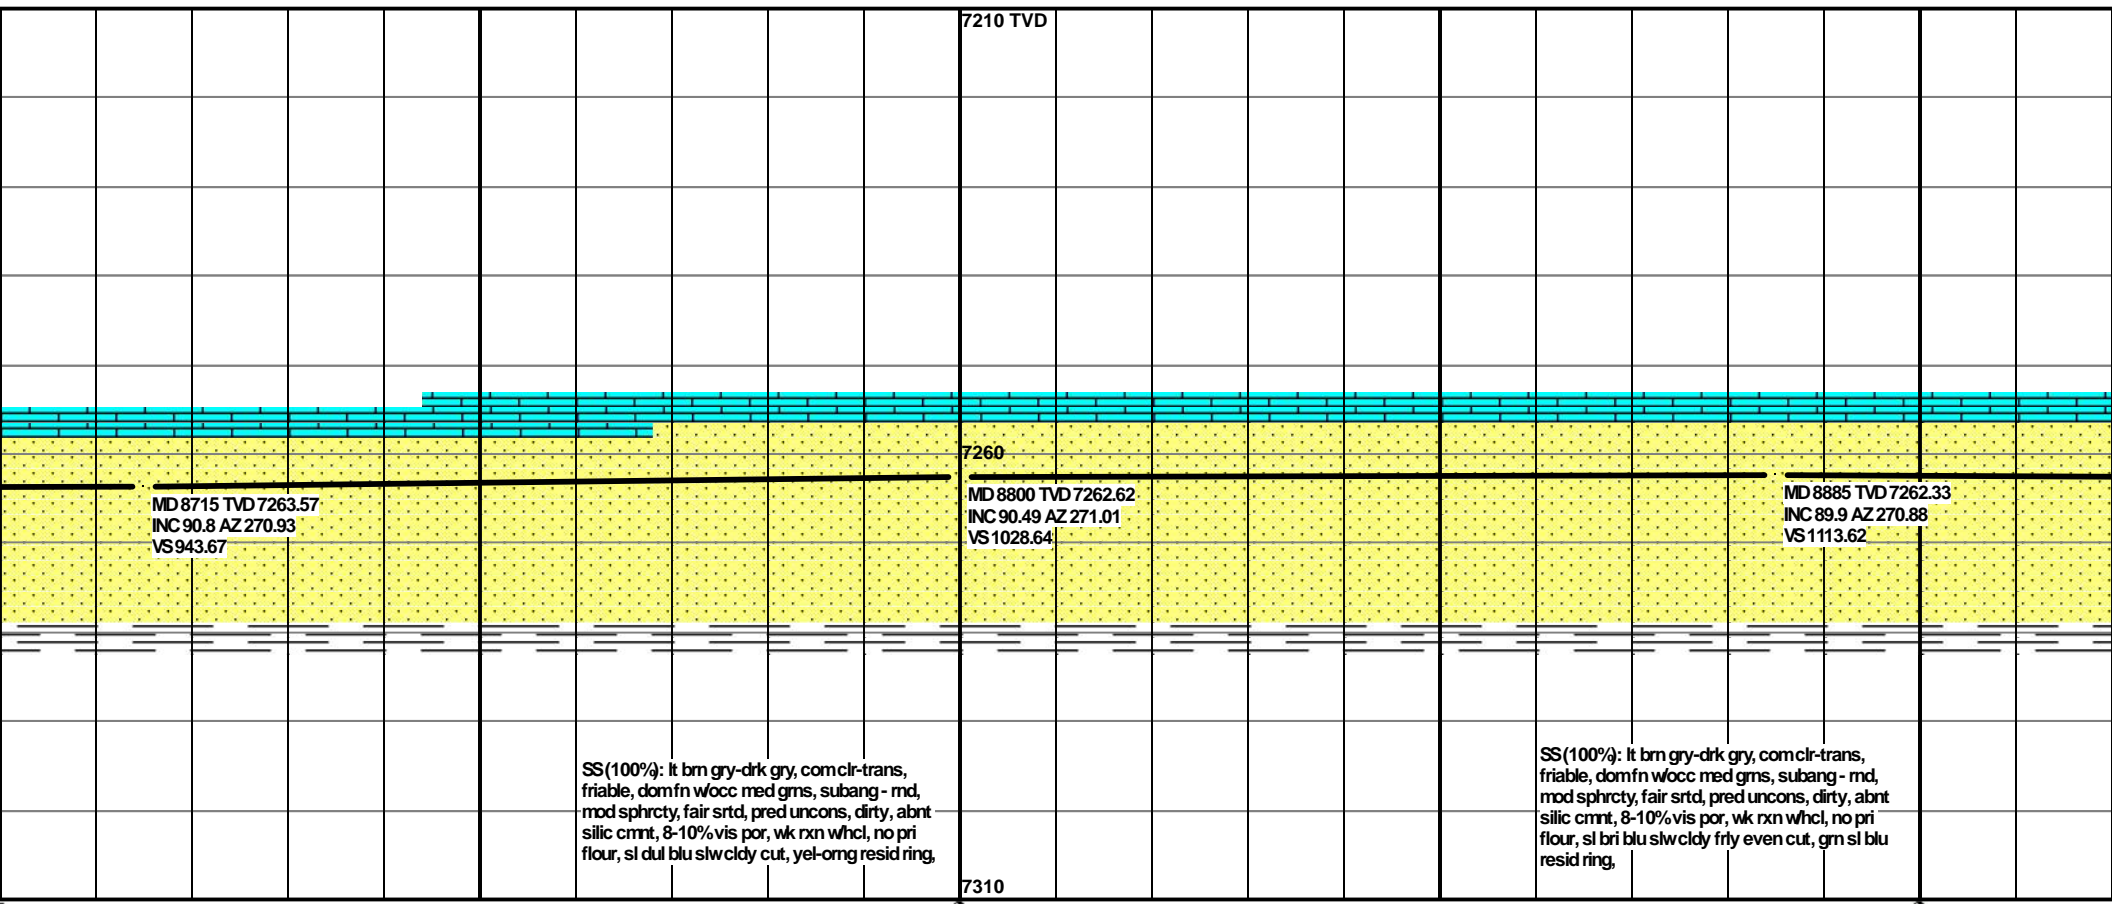 7210 TVD
7260
MD 8715 TVD 7263.57
INC 90.8 AZ 270.93
VS 943.67
MD 8800 TVD 7262.62
INC 90.49 AZ 271.01
VS 1028.64
MD 8885 TVD 7262.33
INC 89.9 AZ 270.88
VS 1113.62
SS (100%): lt brn gry-drk gry, com clr-trans,
friable, dom fn w/occ med grns, subang - rnd,
mod sphrcty, fair srtd, pred uncons, dirty, abnt
silic cmnt, 8-10% vis por, wk rxn w/hcl, no pri
flour, sl dul blu slw cldy cut, yel-orng resid ring,
SS (100%): lt brn gry-drk gry, com clr-trans,
friable, dom fn w/occ med grns, subang - rnd,
mod sphrcty, fair srtd, pred uncons, dirty, abnt
silic cmnt, 8-10% vis por, wk rxn w/hcl, no pri
flour, sl bri blu slw cldy frly even cut, grn sl blu
resid ring,
7310